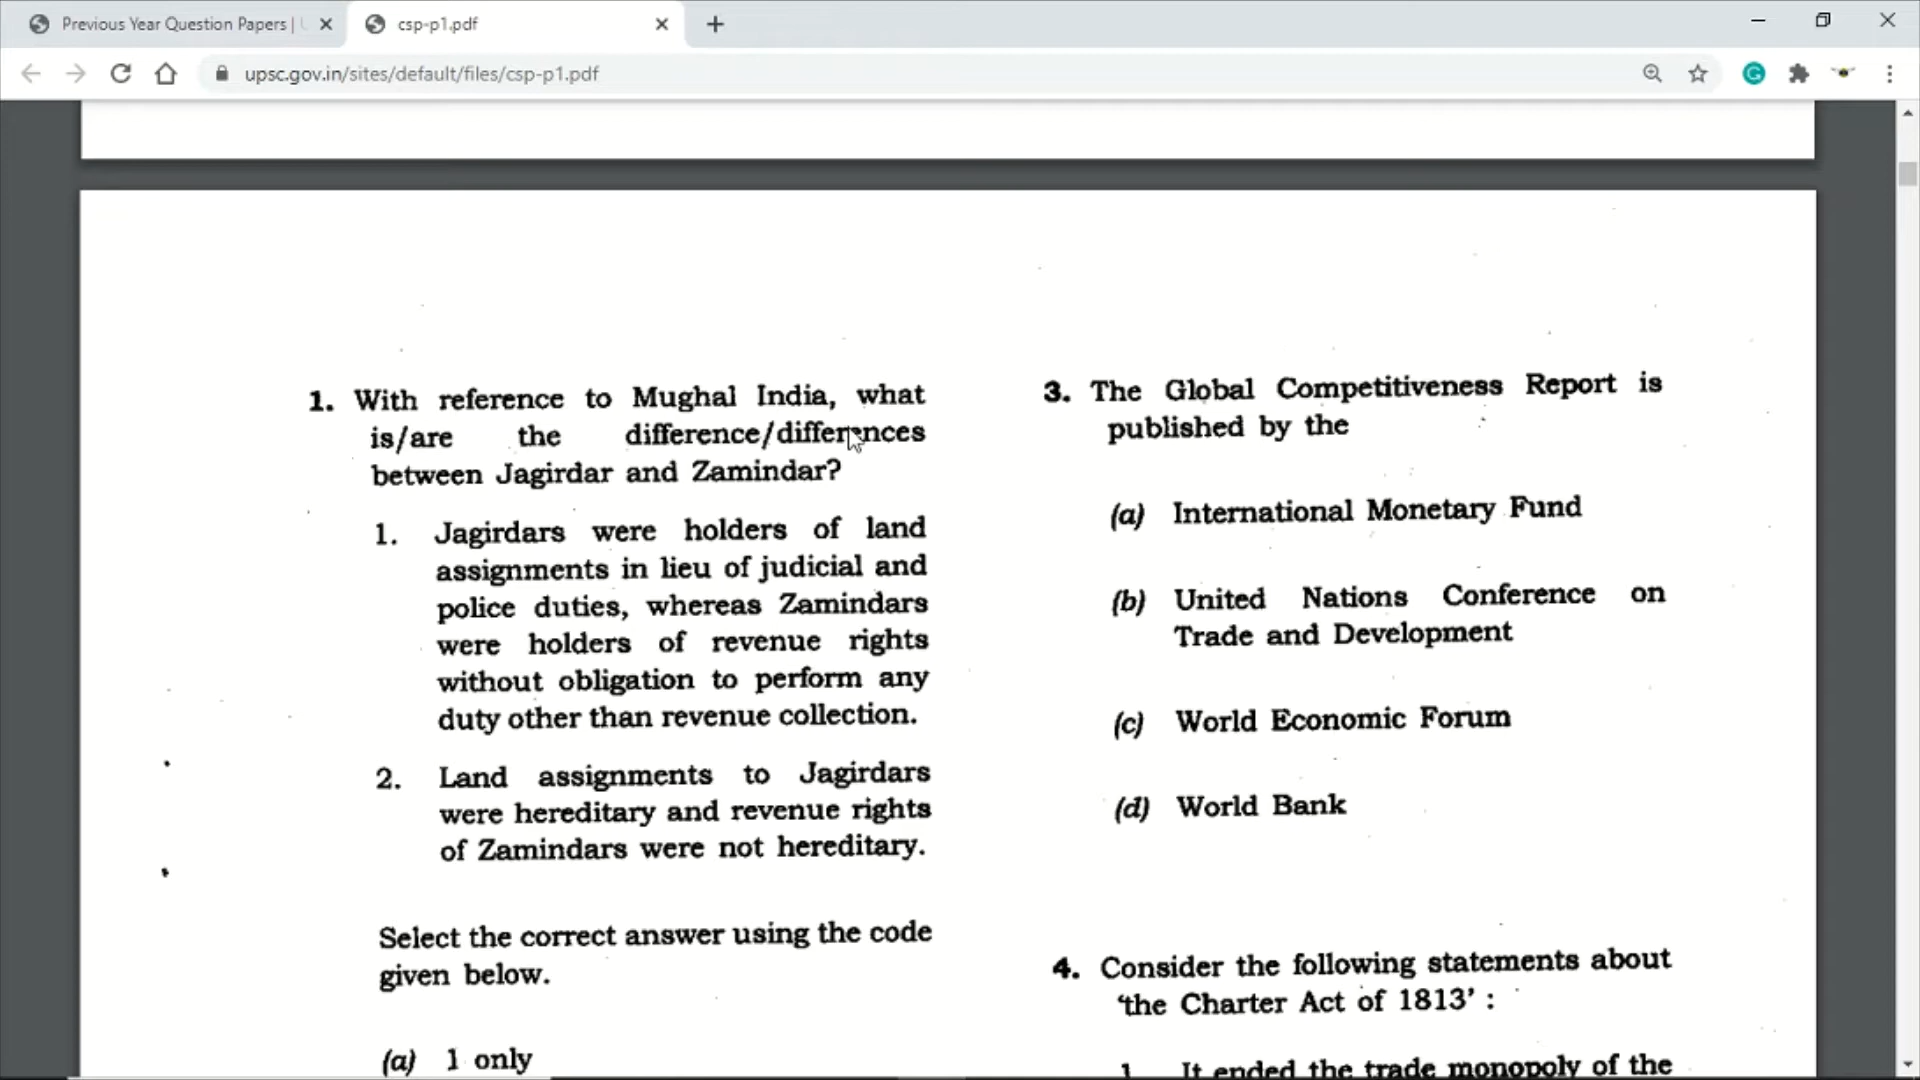 Previous Year Question Papers |
csp-p1.pdf
upsc.gov.in/sites/default/files/csp-p1.pdf
1. With reference to Mughal India, what
is/are the difference/differences
between Jagirdar and Zamindar?
1. Jagirdars were holders of land
assignments in lieu of judicial and
police duties, whereas Zamindars
were holders of revenue rights
without obligation to perform any
duty other than revenue collection.
2. Land assignments to Jagirdars
were hereditary and revenue rights
of Zamindars were not hereditary.
Select the correct answer using the code
given below.
(a) 1 only
3. The Global Competitiveness Report is
published by the
(a) International Monetary Fund
(b) United Nations Conference on
Trade and Development
(c) World Economic Forum
(d) World Bank
4. Consider the following statements about
‘the Charter Act of 1813’ :
1 It ended the trade monopoly of the